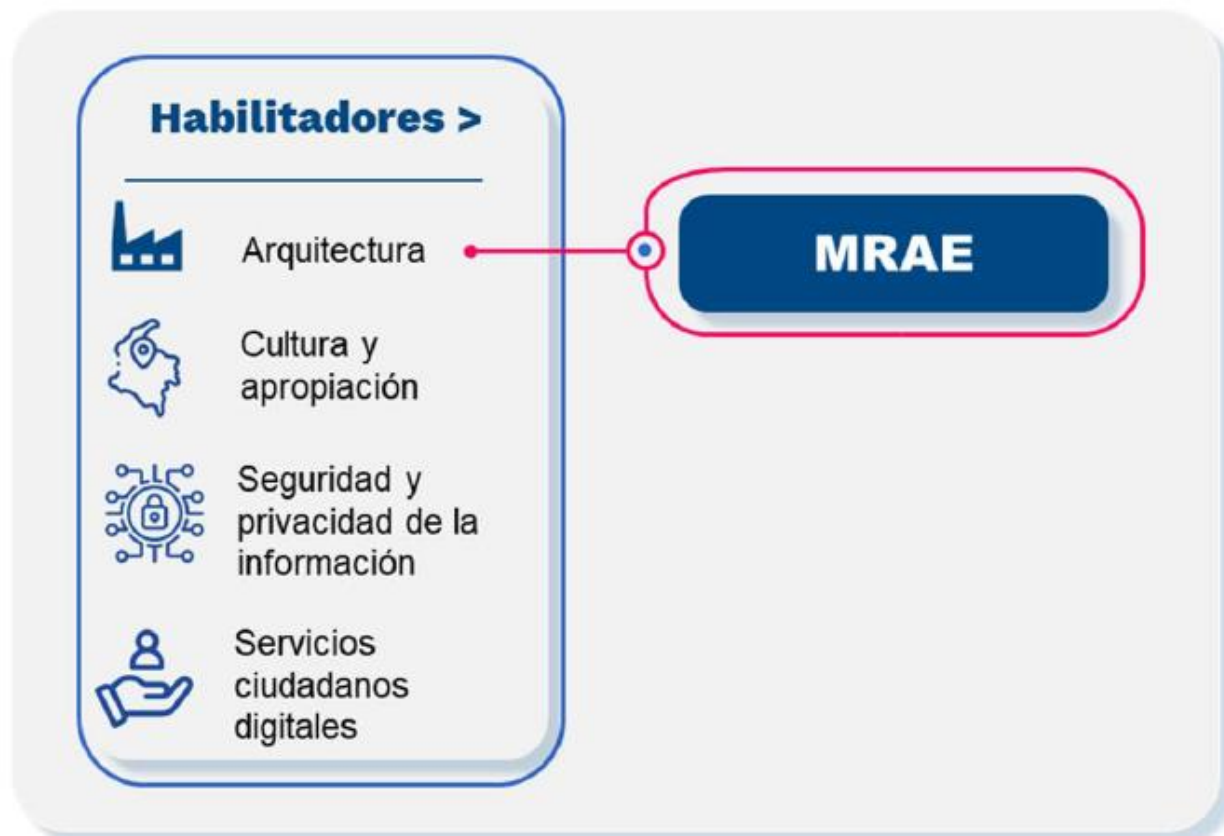 Habilitadores >
Arquitectura
MRAE
Cultura y
apropiación
Seguridad y
privacidad de la
información
Servicios
ciudadanos
digitales